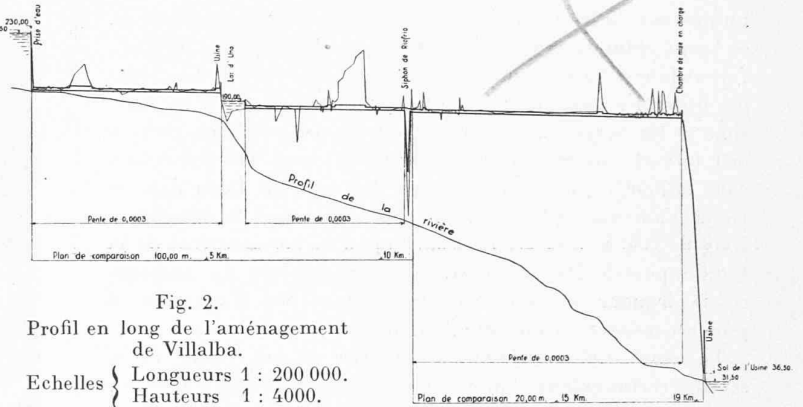 230,00
50
Prise d'eau
Usine
Lac d'Una
190,00
Siphon de Riofrio
Chambre de mise en charge
Profil de la rivière
Pente de 0,0003
Pente de 0,0003
Plan de comparaison 100,00 m. 5 Km. 10 Km.
Pente de 0,0003
Usine
Sol de l'Usine 36,50
31,50
Plan de comparaison 20,00 m. 15 Km. 19 Km.
Fig. 2.
Profil en long de l'aménagement
de Villalba.
Echelles { Longueurs 1 : 200 000.
Hauteurs 1 : 4000.